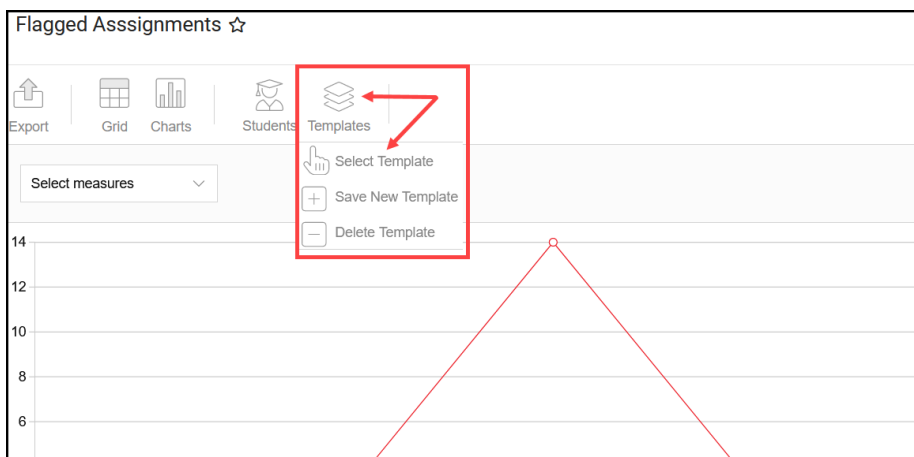 Flagged Asssignments
Export Grid Charts Students Templates
Select Template
Select measures
Save New Template
Delete Template
14
12
10
8
6